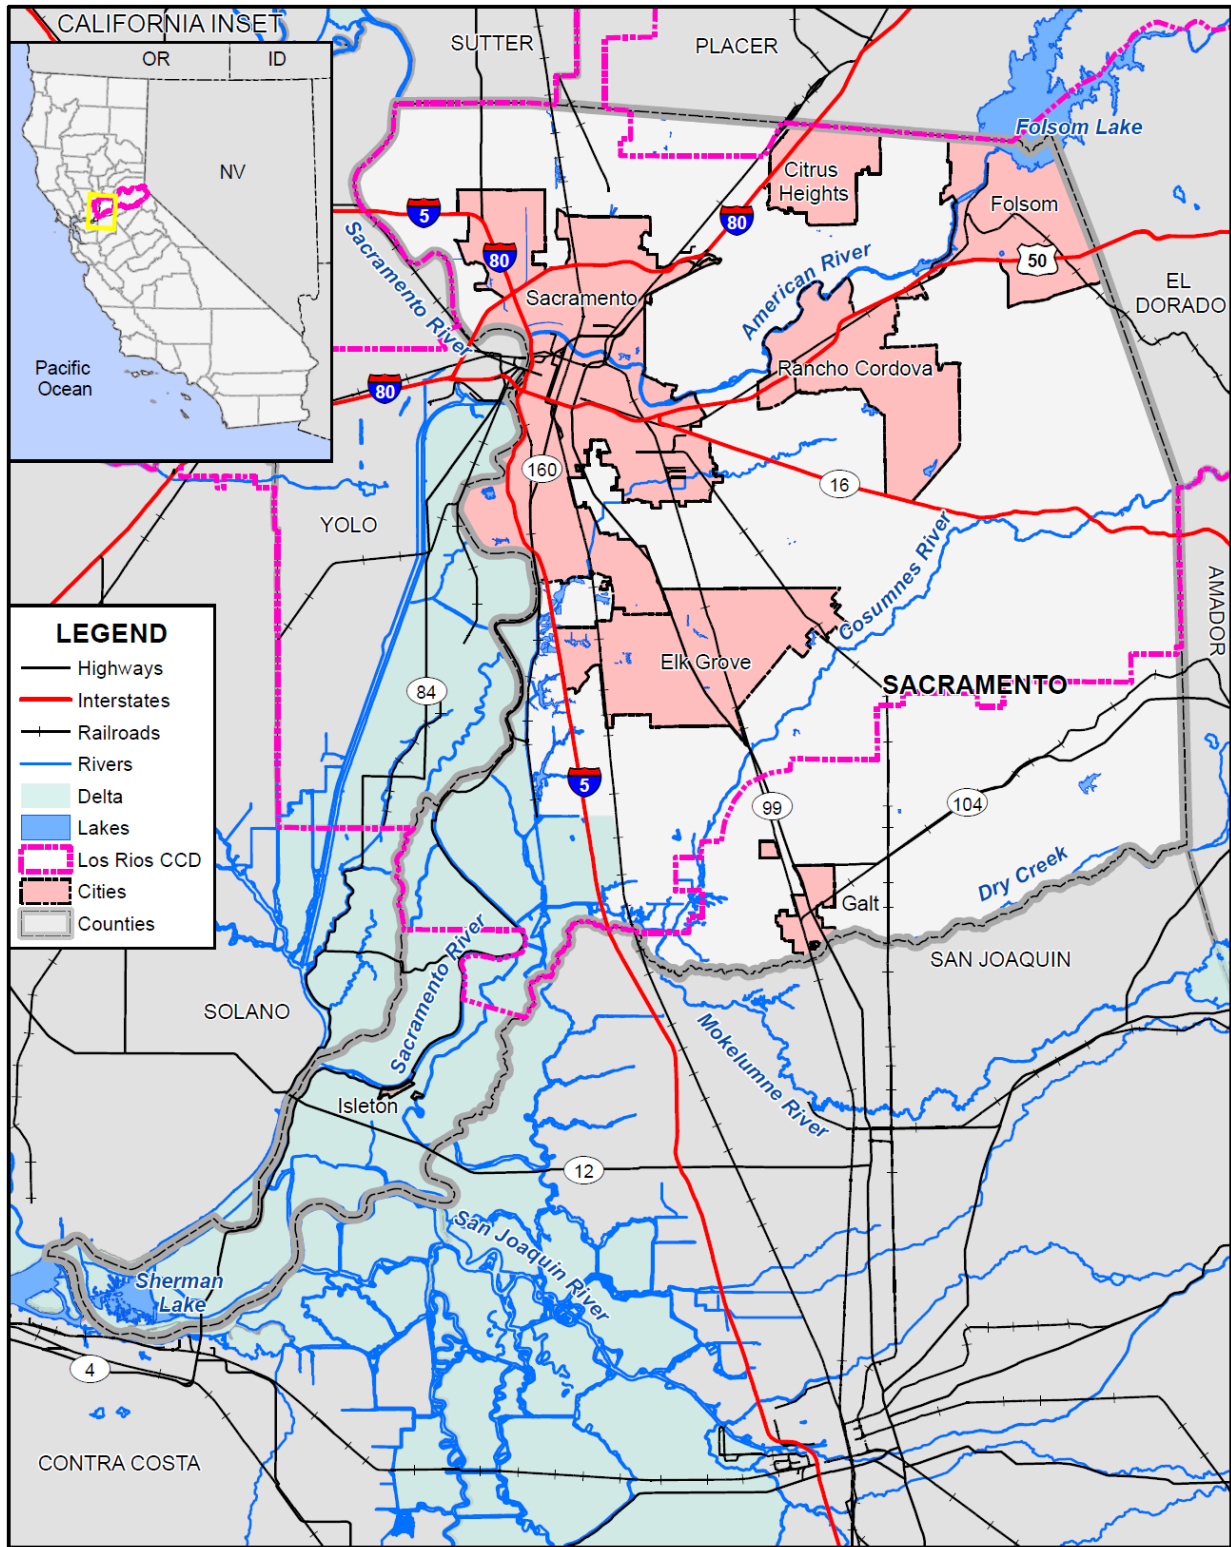 CALIFORNIA INSET
OR
ID
NV
Pacific
Ocean
SUTTER
PLACER
Folsom Lake
Citrus
Heights
Folsom
5
80
80
50
Sacramento River
Sacramento
American River
EL
DORADO
80
Rancho Cordova
160
16
YOLO
Cosumnes River
AMADOR
LEGEND
Highways
Interstates
Railroads
Rivers
Delta
Lakes
Los Rios CCD
Cities
Counties
Elk Grove
SACRAMENTO
84
5
99
104
Dry Creek
Galt
SAN JOAQUIN
SOLANO
Sacramento River
Mokelumne River
Isleton
12
San Joaquin River
Sherman
Lake
4
CONTRA COSTA